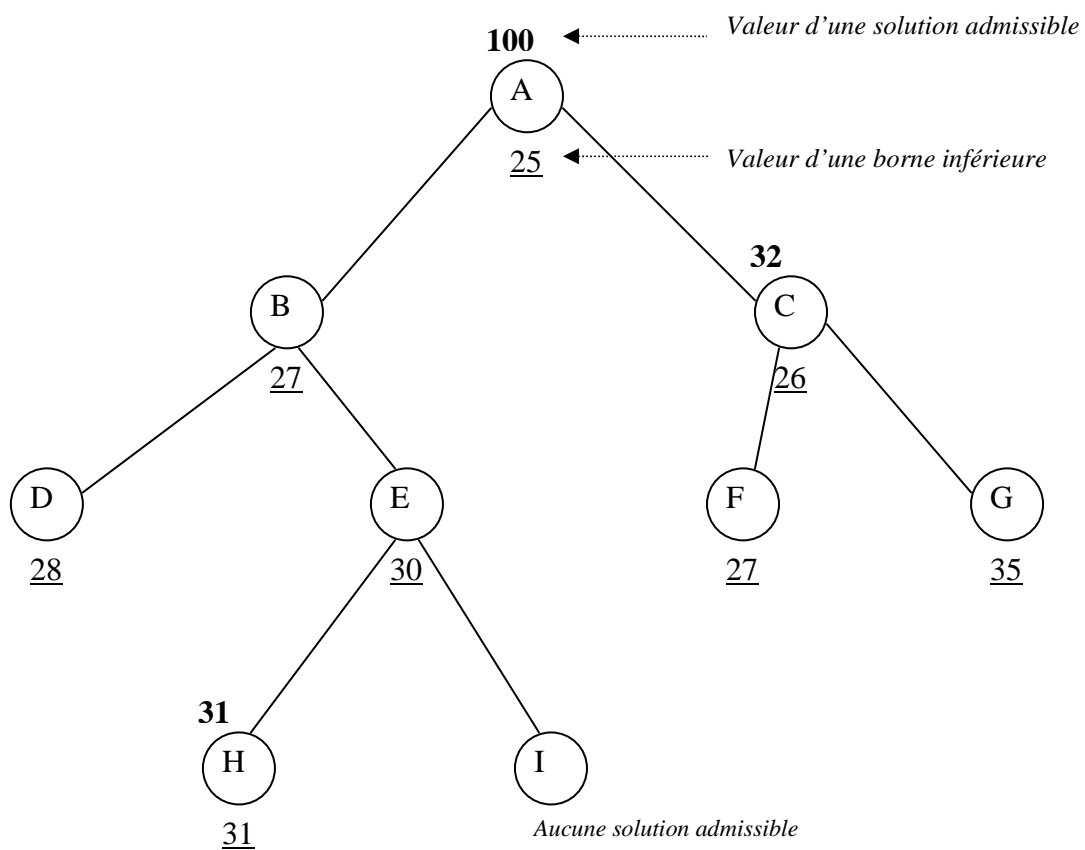 Valeur d'une solution admissible
100
A
25
Valeur d'une borne inférieure
32
B
C
27
26
D
E
F
G
28
30
27
35
31
H
I
31
Aucune solution admissible